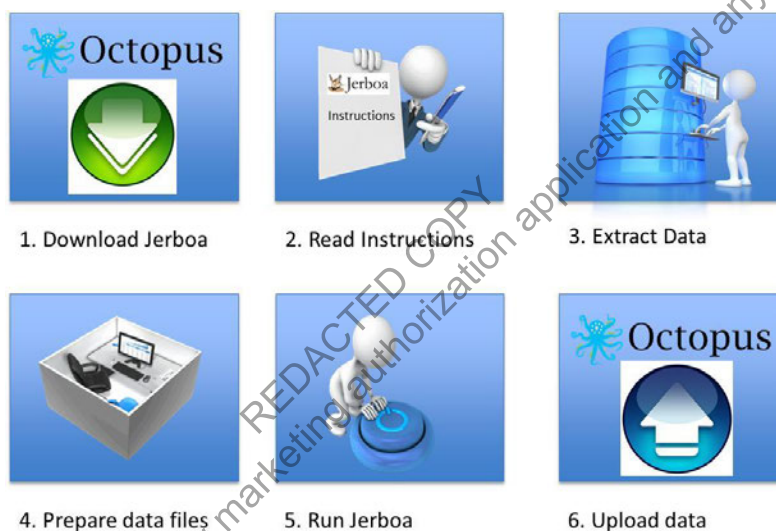 Octopus
Jerboa
Instructions
1. Download Jerboa
2. Read Instructions
3. Extract Data
Octopus
4. Prepare data files
5. Run Jerboa
6. Upload data
REDACTED COPY
marketing authorization application and any